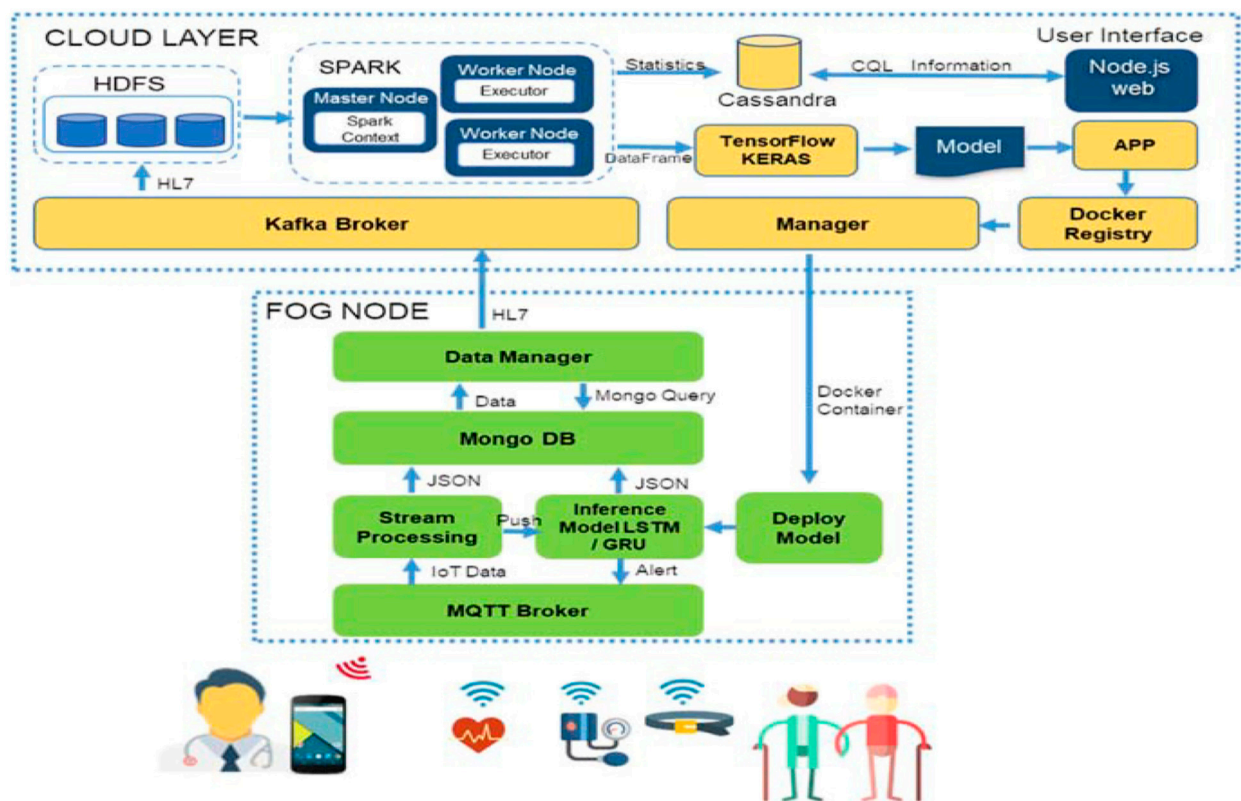 CLOUD LAYER
User Interface
HDFS
SPARK
Master Node
Spark
Context
Worker Node
Executor
Worker Node
Executor
Statistics
Cassandra
CQL Information
Node.js
web
DataFrame
TensorFlow
KERAS
Model
APP
HL7
Kafka Broker
Manager
Docker
Registry
FOG NODE
HL7
Data Manager
Data
Mongo Query
Docker
Container
Mongo DB
JSON
JSON
Stream
Processing
Push
Inference
Model LSTM
/ GRU
Deploy
Model
IoT Data
Alert
MQTT Broker